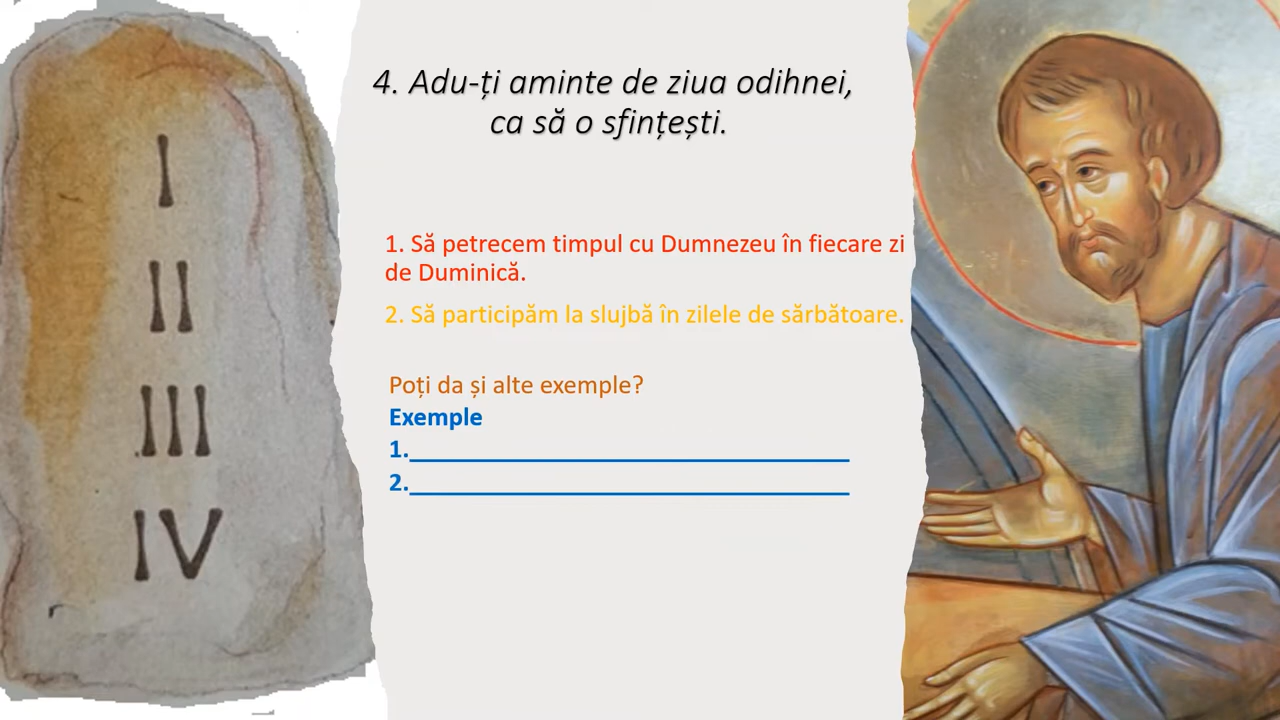 I
II
III
IV
4. Adu-ți aminte de ziua odihnei,
ca să o sfințești.
1. Să petrecem timpul cu Dumnezeu în fiecare zi
de Duminică.
2. Să participăm la slujbă în zilele de sărbătoare.
Poți da și alte exemple?
Exemple
1.
2.